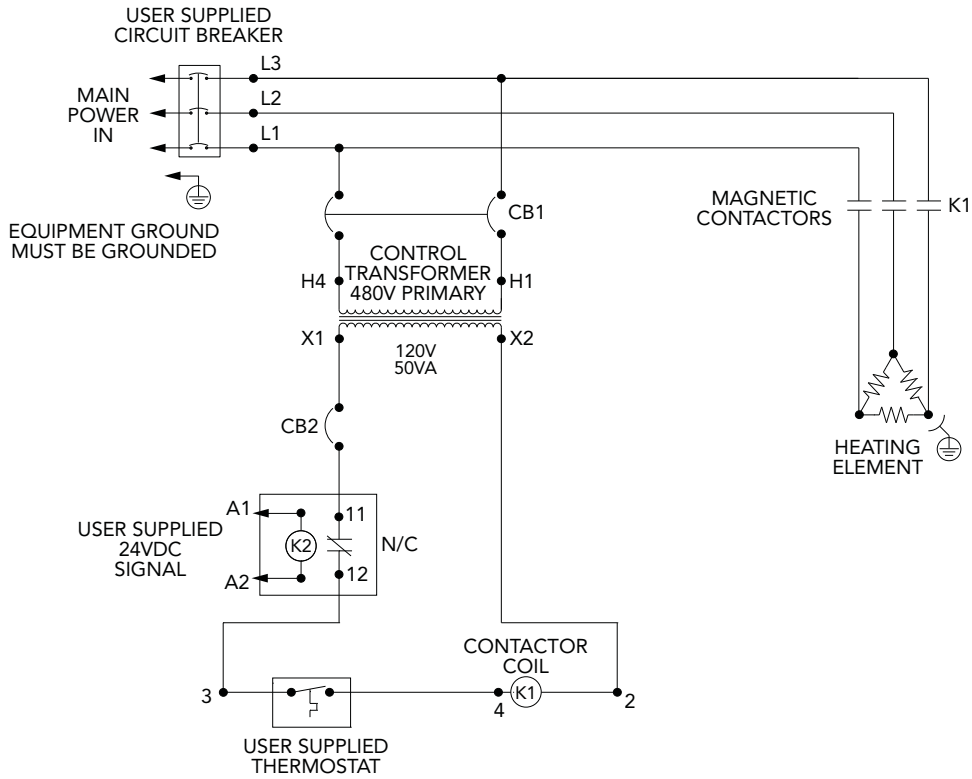 USER SUPPLIED
CIRCUIT BREAKER
L3
MAIN
POWER
IN
L2
L1
EQUIPMENT GROUND
MUST BE GROUNDED
CB1
MAGNETIC
CONTACTORS
K1
CONTROL
TRANSFORMER
480V PRIMARY
H4
H1
X1
X2
120V
50VA
CB2
HEATING
ELEMENT
USER SUPPLIED
24VDC
SIGNAL
A1
A2
K2
11
12
N/C
CONTACTOR
COIL
3
4
K1
2
USER SUPPLIED
THERMOSTAT